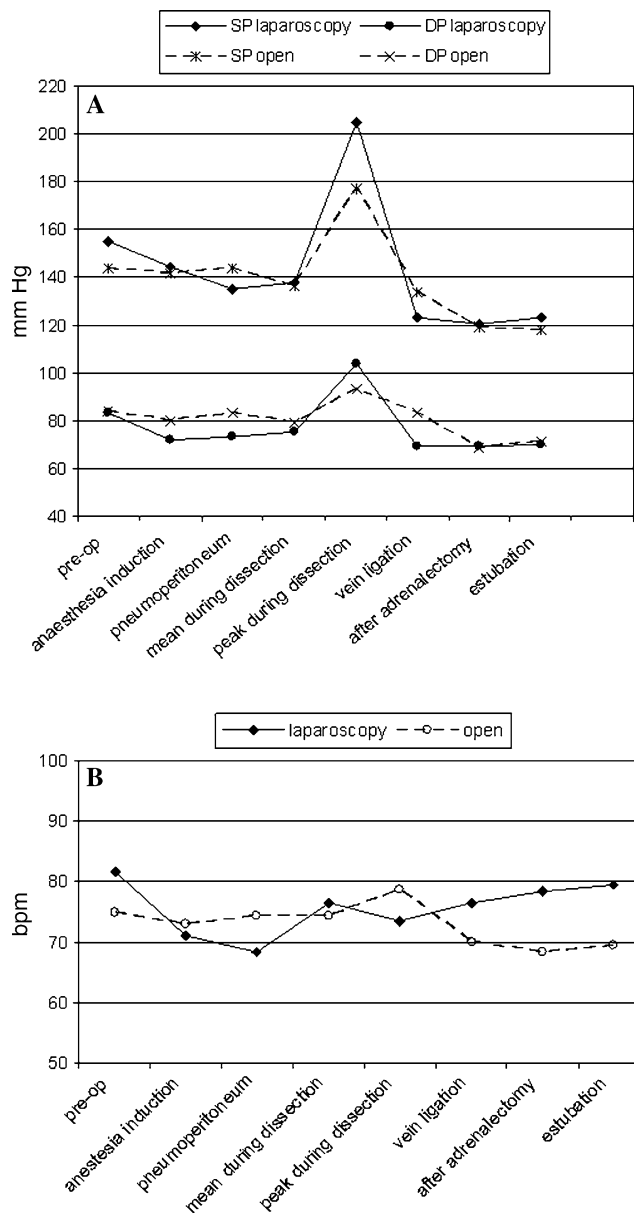 SP laparoscopy DP laparoscopy
SP open DP open
A
220
200
180
160
140
120
100
80
60
40
mm Hg
pre-op
anaesthesia induction
pneumoperitoneum
mean during dissection
peak during dissection
vein ligation
after adrenalectomy
estubation
laparoscopy open
B
100
90
80
70
60
50
bpm
pre-op
anestesia induction
pneumoperitoneum
mean during dissection
peak during dissection
vein ligation
after adrenalectomy
estubation